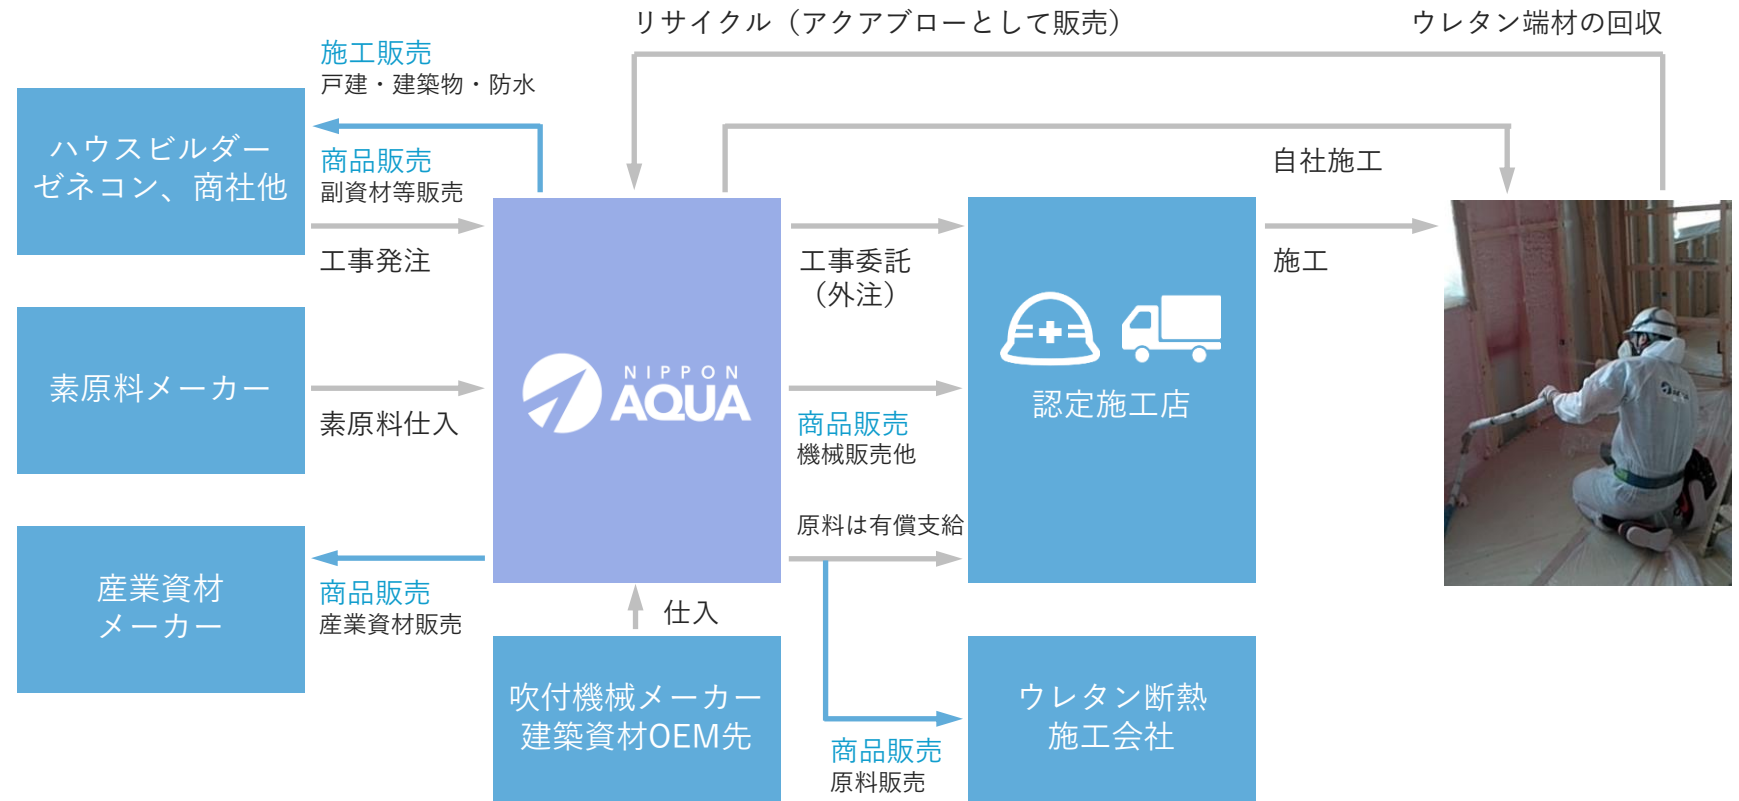 リサイクル（アクアブローとして販売）
ウレタン端材の回収
施工販売
戸建・建築物・防水
ハウスビルダー
ゼネコン、商社他
商品販売
副資材等販売
自社施工
工事発注
工事委託
（外注）
施工
素原料メーカー
素原料仕入
NIPPON
AQUA
認定施工店
商品販売
機械販売他
原料は有償支給
産業資材
メーカー
商品販売
産業資材販売
仕入
吹付機械メーカー
建築資材OEM先
ウレタン断熱
施工会社
商品販売
原料販売